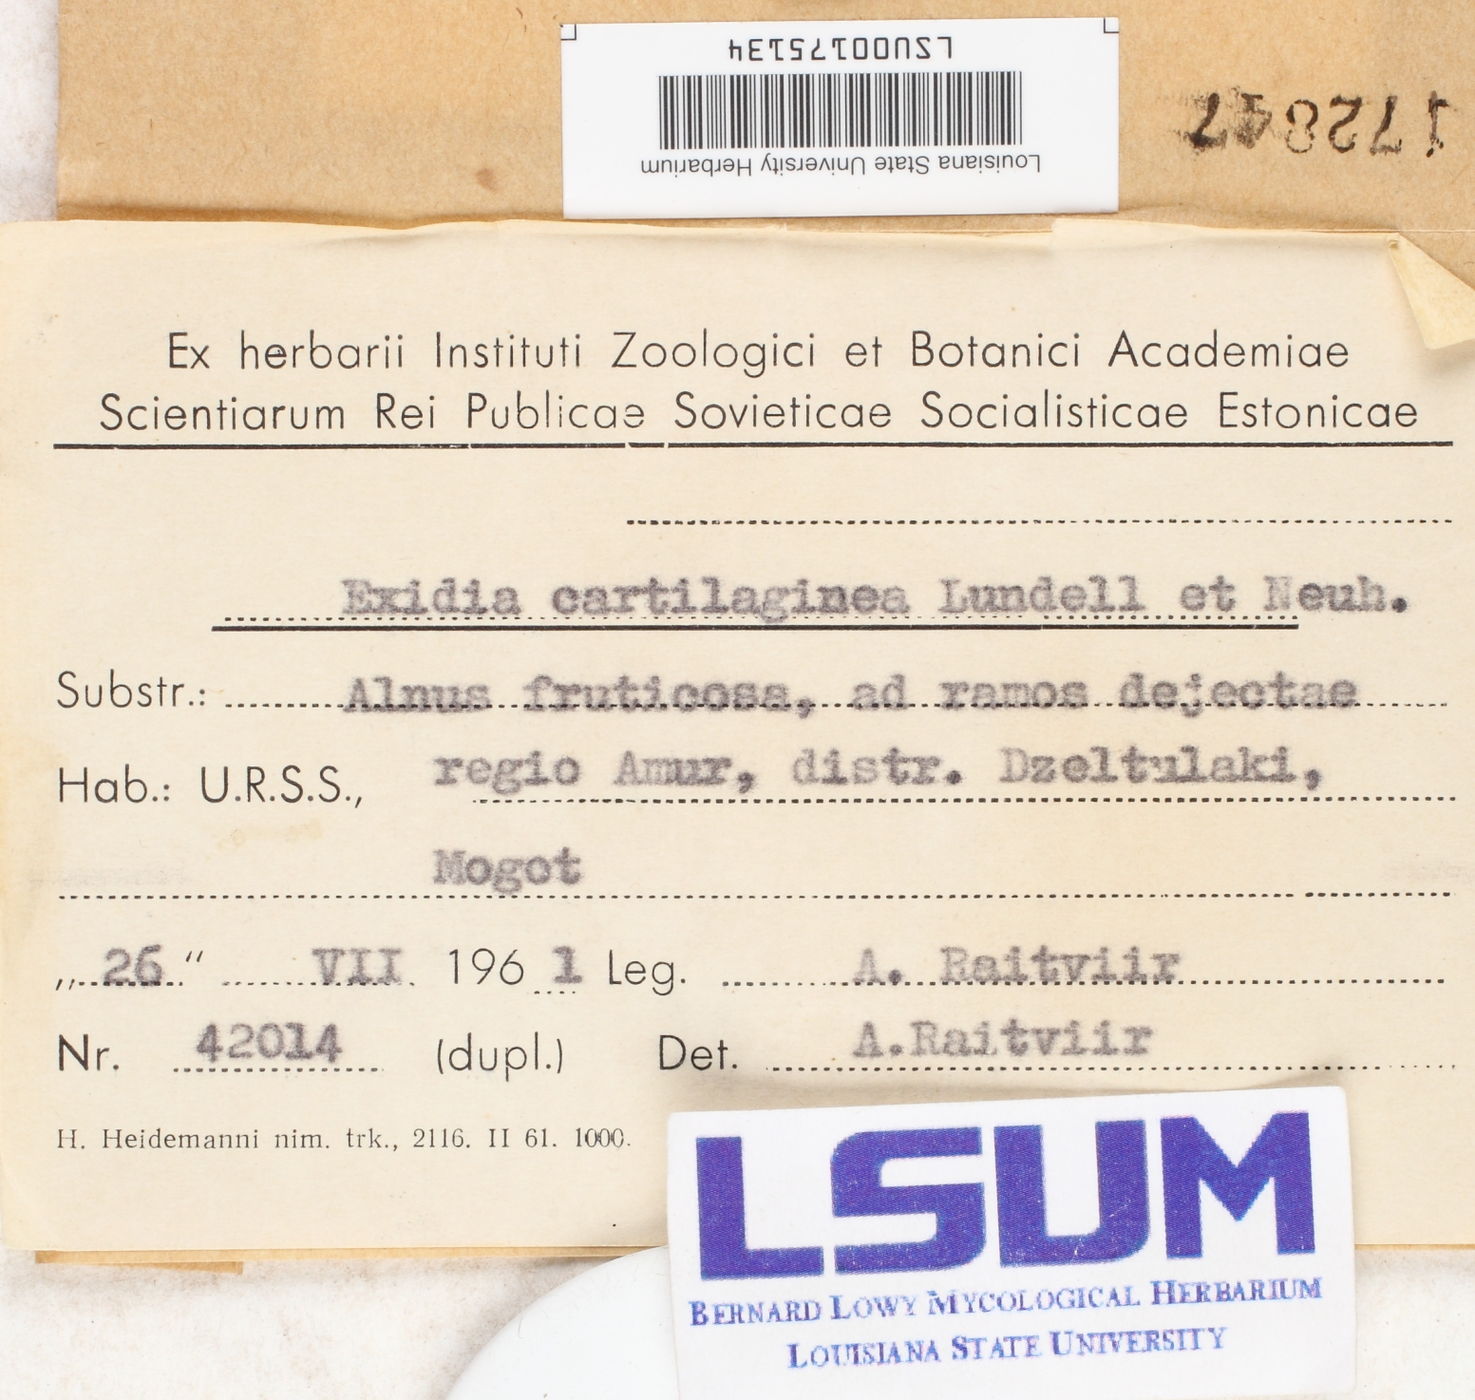 LSU00175134
Louisiana State University Herbarium
172847
Ex herbarii Instituti Zoologici et Botanici Academiae
Scientiarum Rei Publicae Sovieticae Socialisticae Estonicae
Exidia cartilaginea Lundell et Neuh.
Substr.: Alnus fruticosa, ad ramos dejectae
Hab.: U.R.S.S., regio Amur, distr. Dzeltulaki,
Mogot
„ 26 “ VII 196 1 Leg. A. Raitviir
Nr. 42014 (dupl.) Det. A.Raitviir
H. Heidemanni nim. trk., 2116. II 61. 1000.
LSUM
BERNARD LOWY MYCOLOGICAL HERBARIUM
LOUISIANA STATE UNIVERSITY